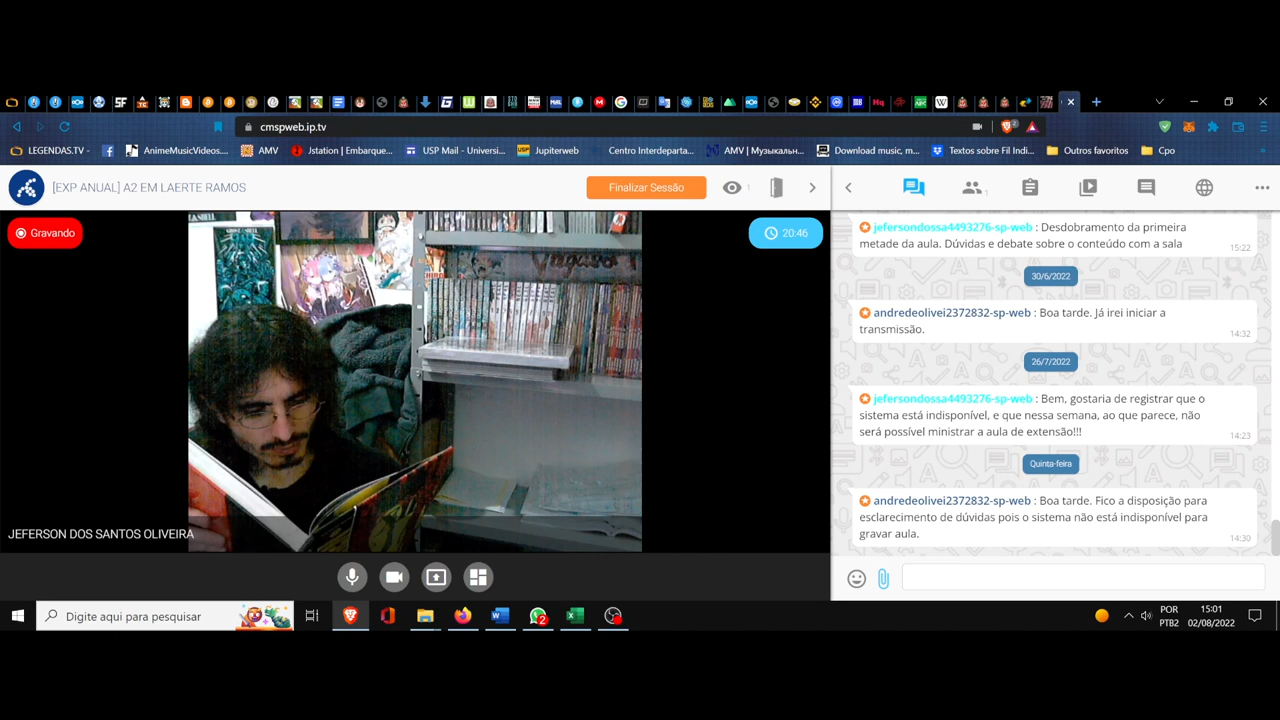 cmspweb.ip.tv
2
LEGENDAS.TV -
AnimeMusicVideos...
AMV
Jstation | Embarque...
USP Mail - Universi...
Jupiterweb
Centro Interdeparta...
AMV | Музыкальн...
Download music, m...
Textos sobre Fil Indi...
Outros favoritos
Cpo
[EXP ANUAL] A2 EM LAERTE RAMOS
Finalizar Sessão
1
1
Gravando
20:46
JEFERSON DOS SANTOS OLIVEIRA
jefersondossa4493276-sp-web : Desdobramento da primeira
metade da aula. Dúvidas e debate sobre o conteúdo com a sala
15:22
30/6/2022
andredeolivei2372832-sp-web : Boa tarde. Já irei iniciar a
transmissão.
14:32
26/7/2022
jefersondossa4493276-sp-web : Bem, gostaria de registrar que o
sistema está indisponível, e que nessa semana, ao que parece, não
será possível ministrar a aula de extensão!!!
14:23
Quinta-feira
andredeolivei2372832-sp-web : Boa tarde. Fico a disposição para
esclarecimento de dúvidas pois o sistema não está indisponível para
gravar aula.
14:30
Digite aqui para pesquisar
2
POR
PTB2
15:01
02/08/2022